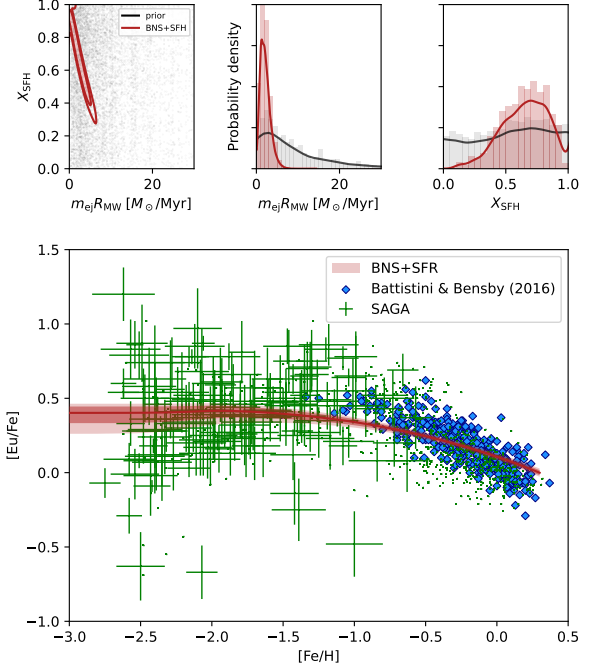 1.0
0.8
0.6
0.4
0.2
0.0
X_SFH
prior
BNS+SFH
0
20
m_ej R_MW [M_⊙/Myr]
Probability density
0
20
m_ej R_MW [M_⊙/Myr]
0.0
0.5
1.0
X_SFH
1.5
1.0
0.5
0.0
−0.5
−1.0
[Eu/Fe]
BNS+SFR
Battistini & Bensby (2016)
SAGA
−3.0
−2.5
−2.0
−1.5
−1.0
−0.5
0.0
0.5
[Fe/H]